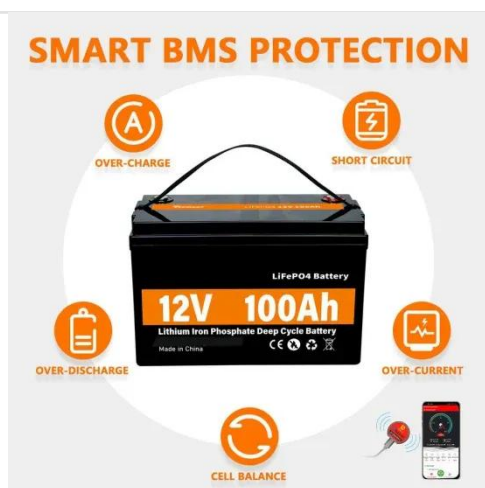 SMART BMS PROTECTION
A
OVER-CHARGE
SHORT CIRCUIT
LiFePO4 Battery
12V 100Ah
Lithium Iron Phosphate Deep Cycle Battery
Made in China
CE
OVER-DISCHARGE
OVER-CURRENT
CELL BALANCE